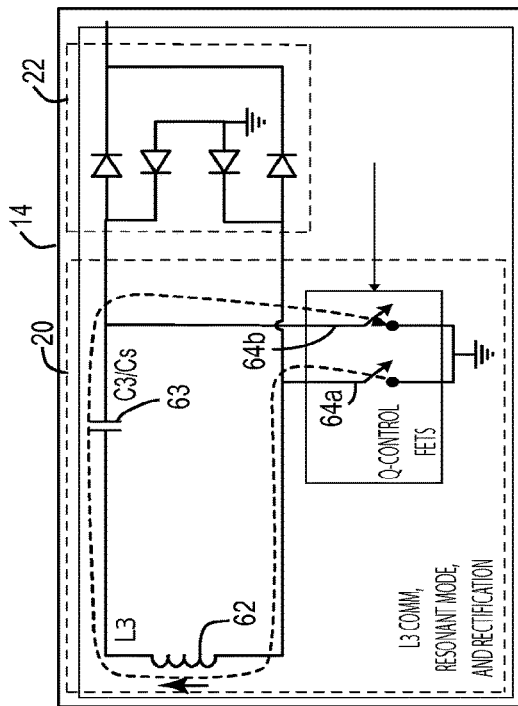 20
14
22
C3/Cs
63
L3
62
64b
64a
Q-CONTROL
FETS
L3 COMM,
RESONANT MODE,
AND RECTIFICATION